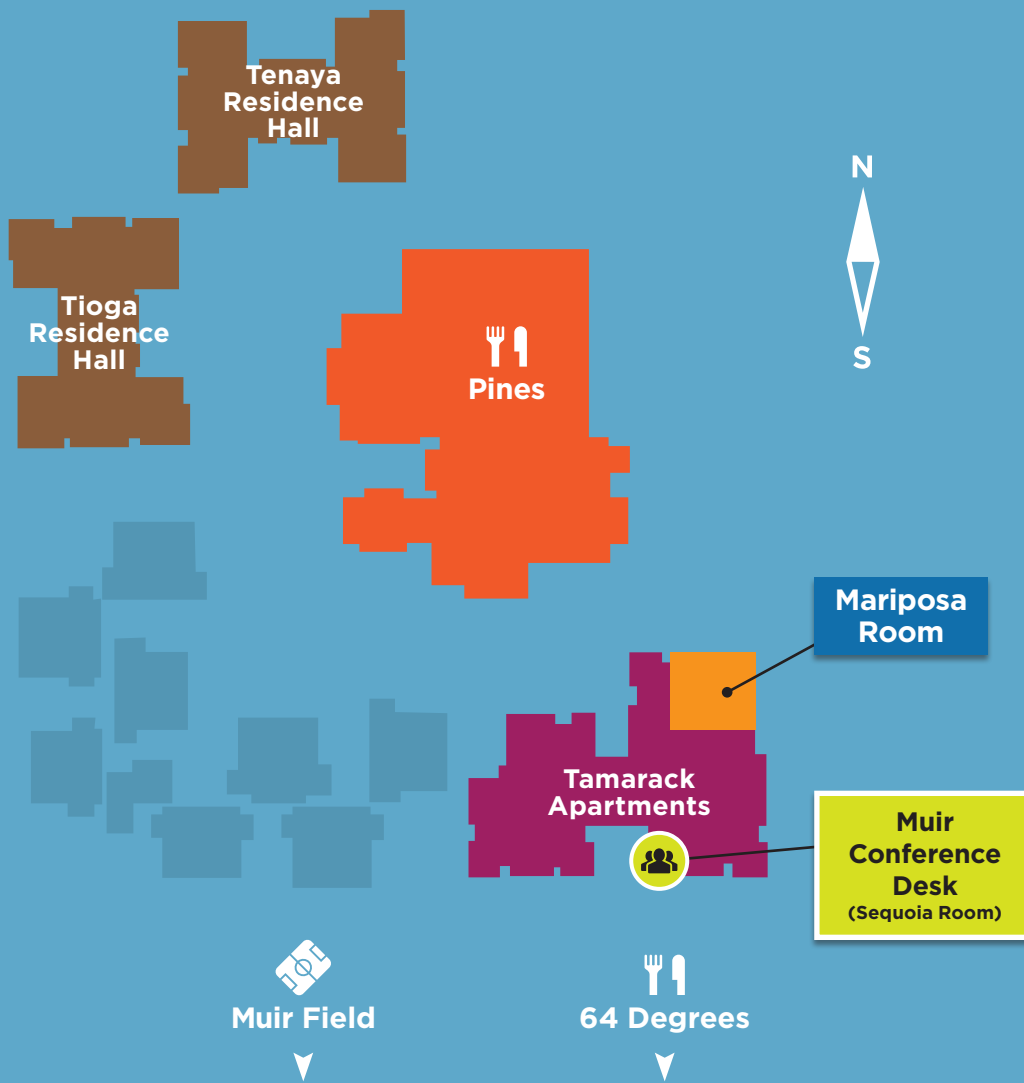 Tenaya
Residence
Hall
N
S
Tioga
Residence
Hall
Pines
Mariposa
Room
Tamarack
Apartments
Muir
Conference
Desk
(Sequoia Room)
Muir Field
64 Degrees